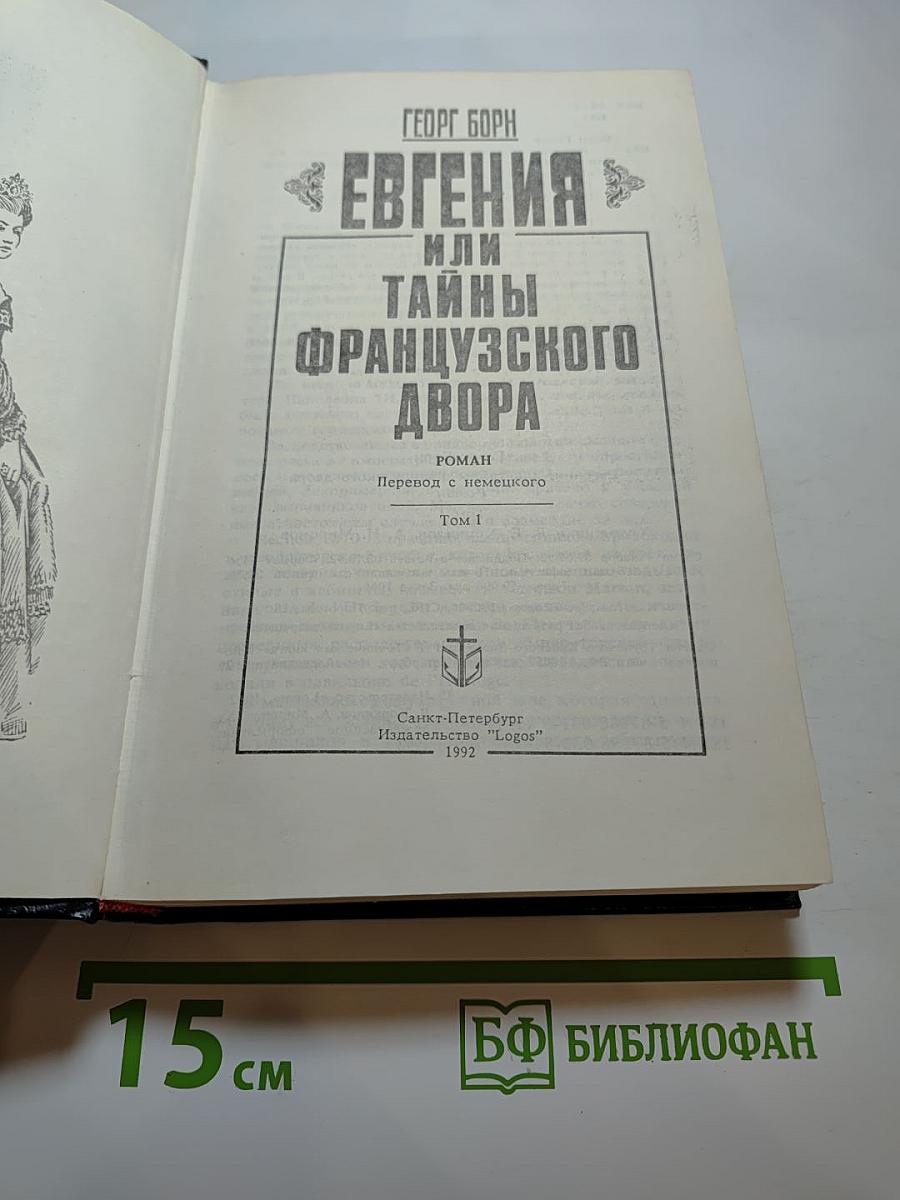 ГЕОРГ БОРН
ЕВГЕНИЯ
ИЛИ
ТАЙНЫ
ФРАНЦУЗСКОГО
ДВОРА
РОМАН
Перевод с немецкого
Том 1
Санкт-Петербург
Издательство "Logos"
1992
15 см
БФ БИБЛИОФАН